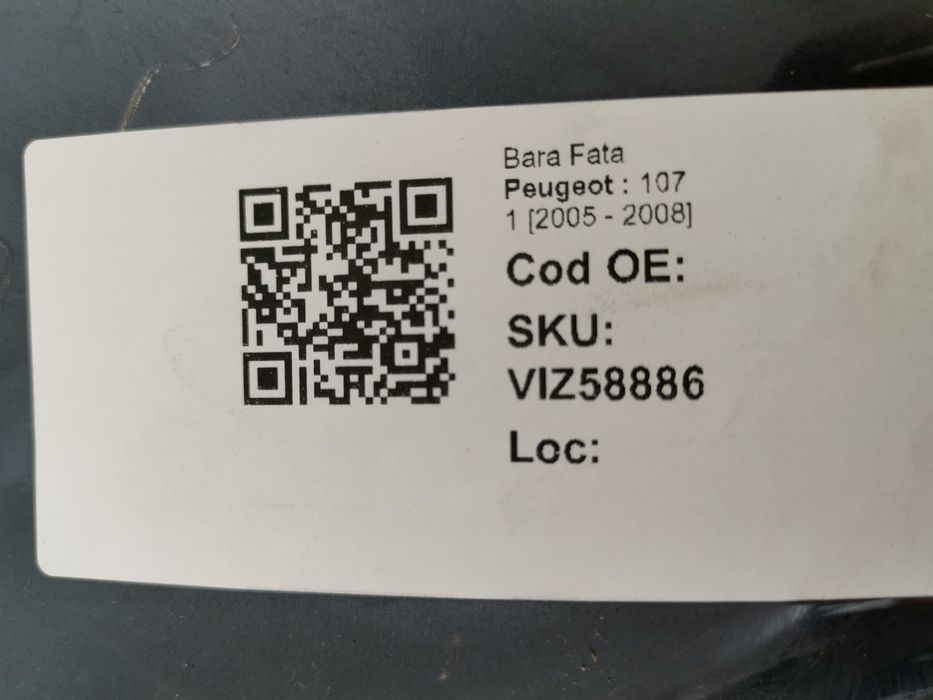 Bara Fata
Peugeot : 107
1 [2005 - 2008]
Cod OE:
SKU:
VIZ58886
Loc: